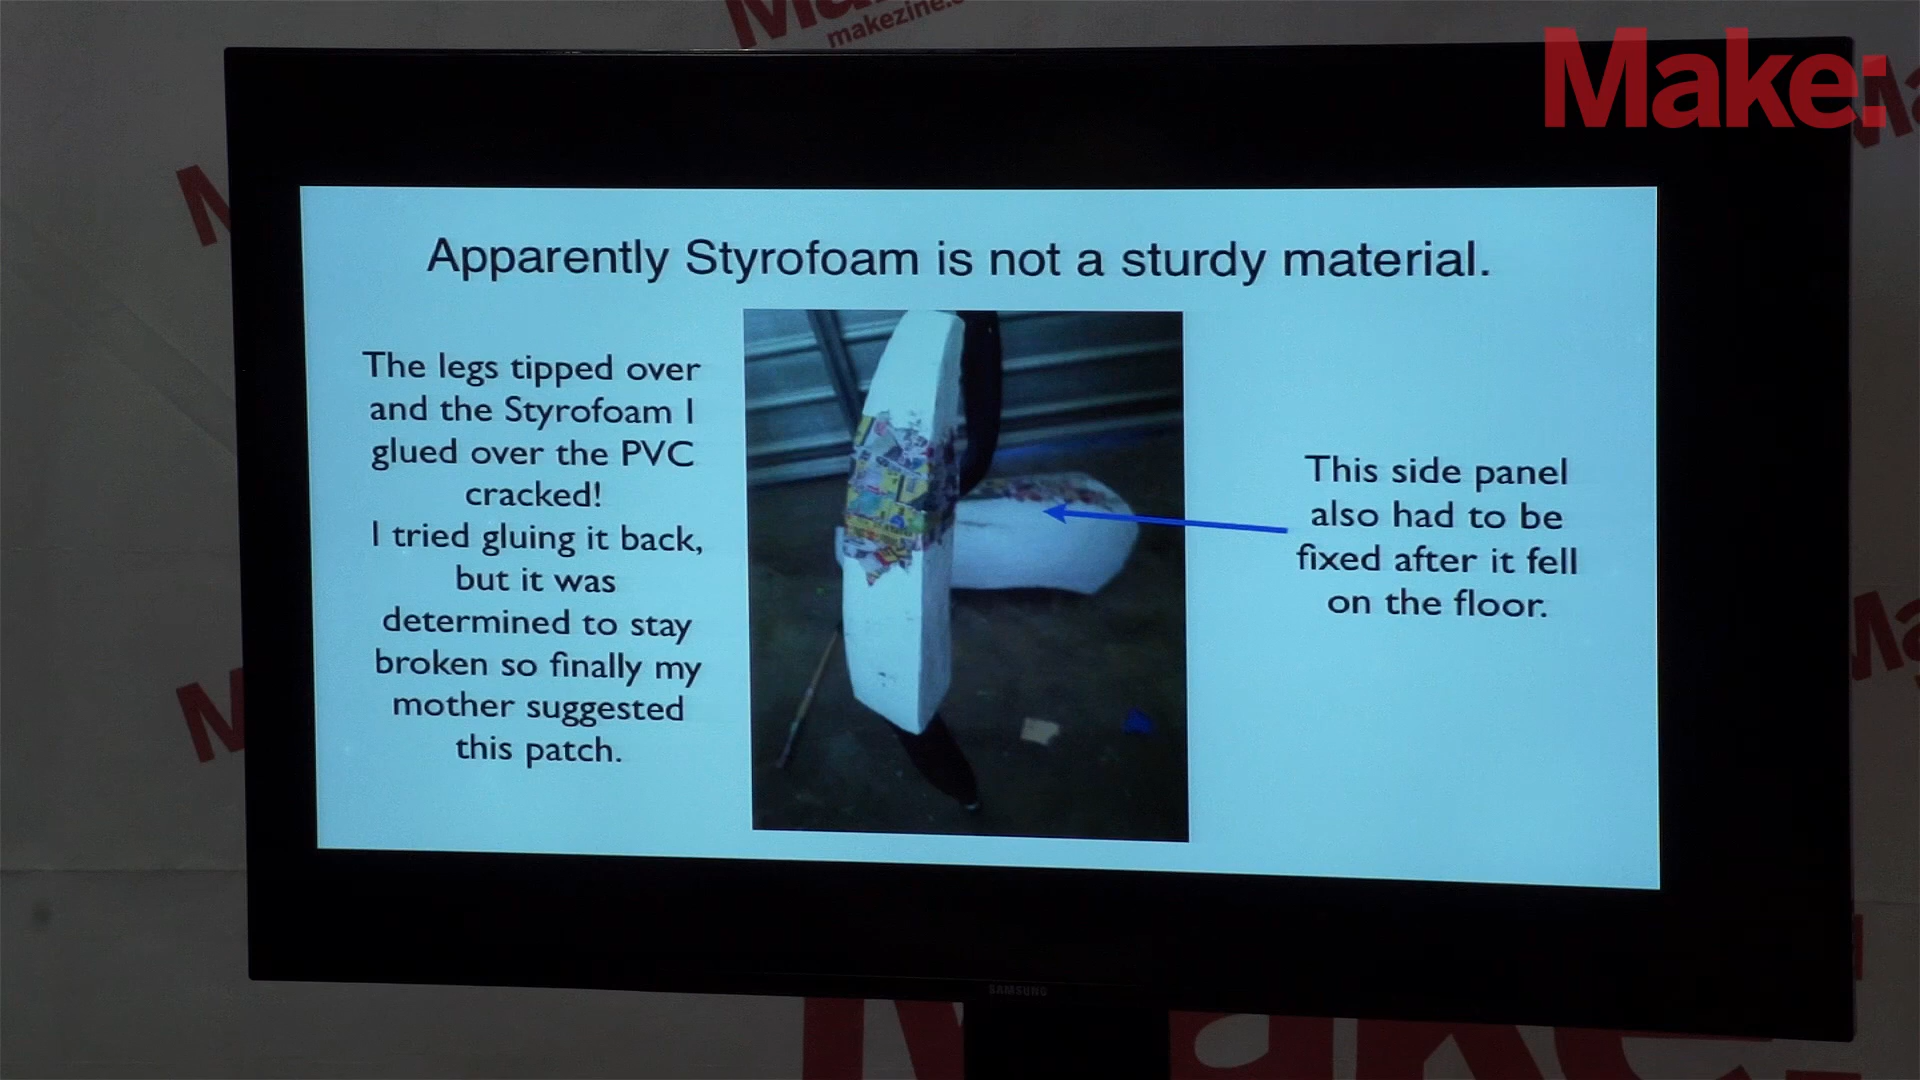 makezine.c
Make:
Apparently Styrofoam is not a sturdy material.
The legs tipped over
and the Styrofoam I
glued over the PVC
cracked!
I tried gluing it back,
but it was
determined to stay
broken so finally my
mother suggested
this patch.
This side panel
also had to be
fixed after it fell
on the floor.
SAMSUNG
Make: